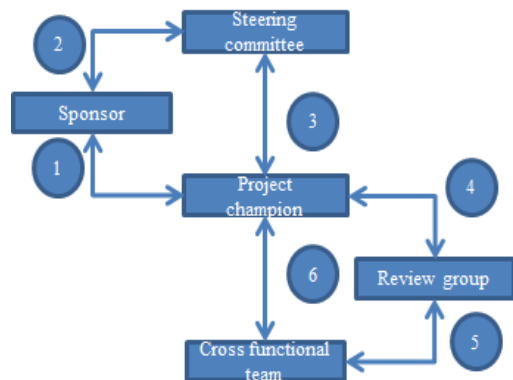 Steering
committee
2
Sponsor
3
1
Project
champion
4
6
Review group
5
Cross functional
team